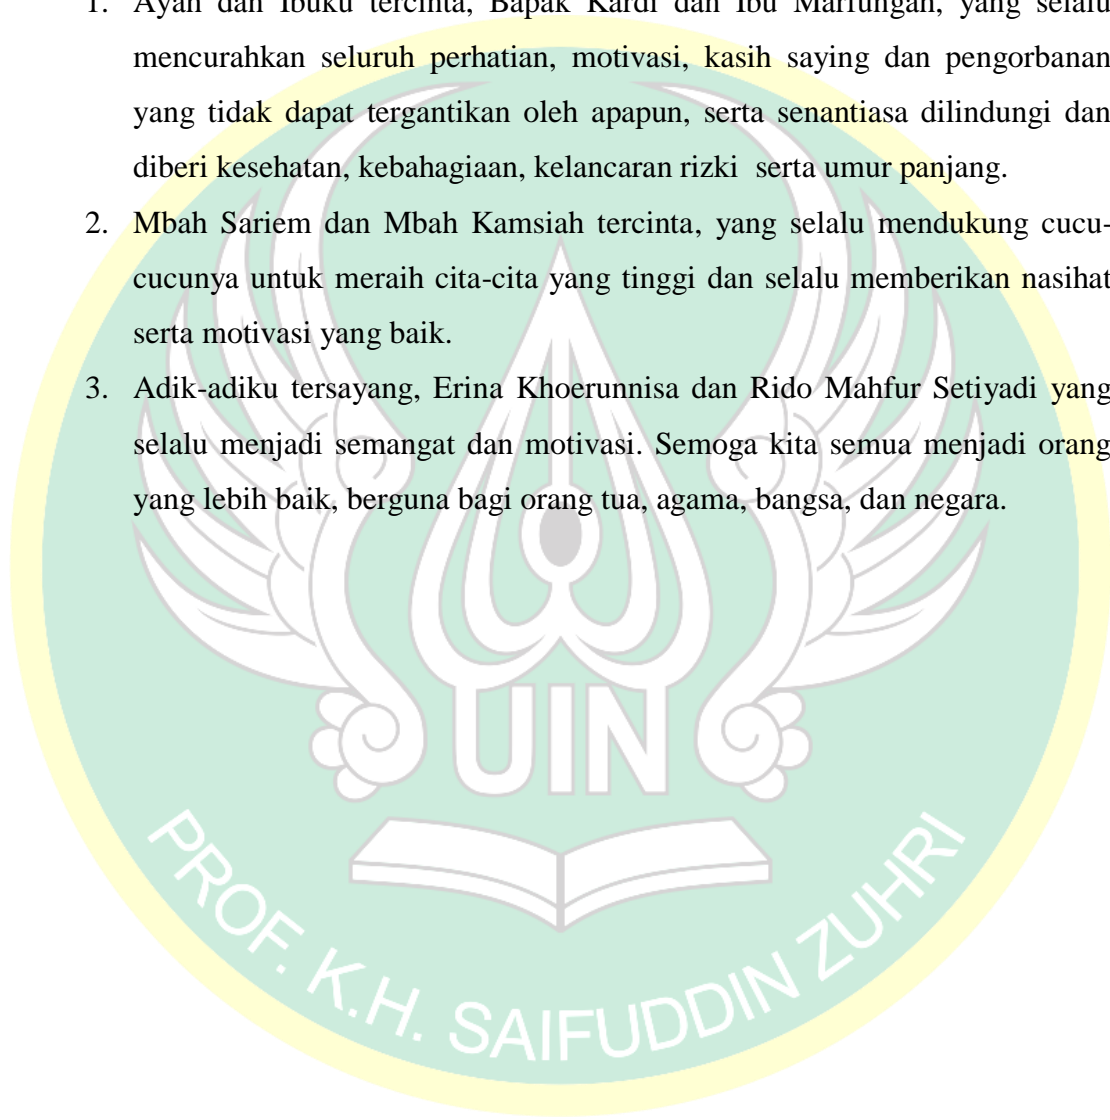 1. Ayah dan Ibuku tercinta, Bapak Kardi dan Ibu Marfungah, yang selalu
mencurahkan seluruh perhatian, motivasi, kasih saying dan pengorbanan
yang tidak dapat tergantikan oleh apapun, serta senantiasa dilindungi dan
diberi kesehatan, kebahagiaan, kelancaran rizki serta umur panjang.
2. Mbah Sariem dan Mbah Kamsiah tercinta, yang selalu mendukung cucu-
cucunya untuk meraih cita-cita yang tinggi dan selalu memberikan nasihat
serta motivasi yang baik.
3. Adik-adiku tersayang, Erina Khoerunnisa dan Rido Mahfur Setiyadi yang
selalu menjadi semangat dan motivasi. Semoga kita semua menjadi orang
yang lebih baik, berguna bagi orang tua, agama, bangsa, dan negara.
UIN
PROF. K.H. SAIFUDDIN ZUHRI